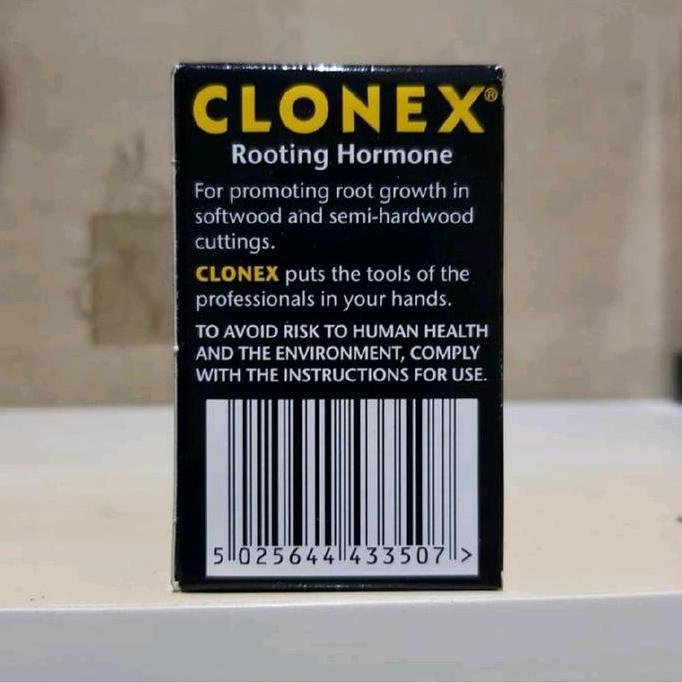 CLONEX®
Rooting Hormone
For promoting root growth in
softwood and semi-hardwood
cuttings.
CLONEX puts the tools of the
professionals in your hands.
TO AVOID RISK TO HUMAN HEALTH
AND THE ENVIRONMENT, COMPLY
WITH THE INSTRUCTIONS FOR USE.
5 025644 433507 >